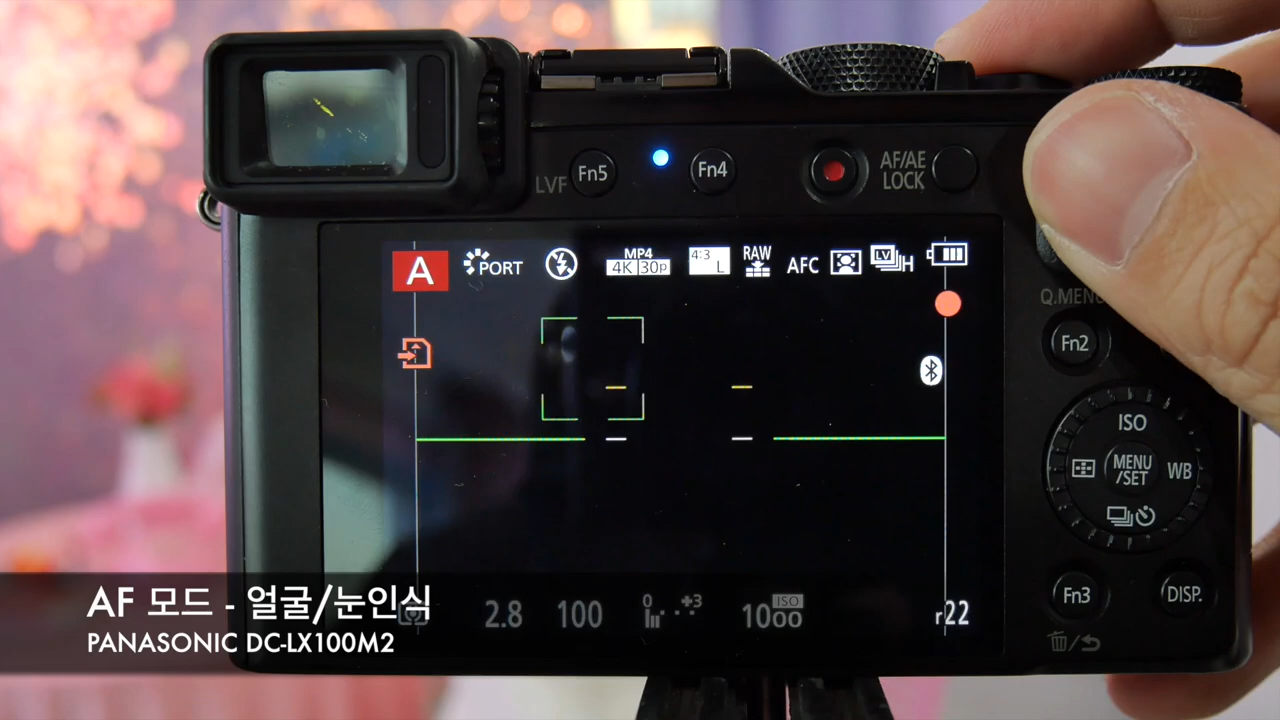 LVF
Fn5
Fn4
AF/AE
LOCK
A
PORT
MP4
4K 30p
4:3
L
RAW
AFC
LV
H
Q.MENU
Fn2
ISO
MENU
/SET
WB
Fn3
DISP.
2.8
100
0
+3
1000
ISO
r22
AF 모드 - 얼굴/눈인식
PANASONIC DC-LX100M2